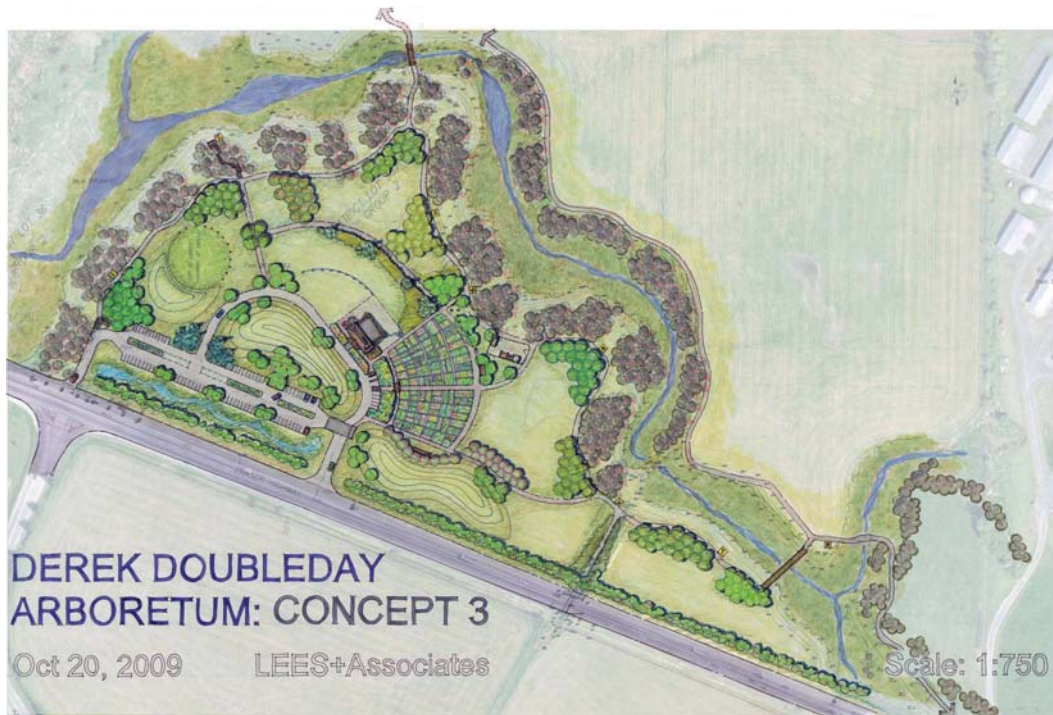 DEREK DOUBLEDAY
ARBORETUM: CONCEPT 3
Oct 20, 2009 LEES+Associates Scale: 1:750